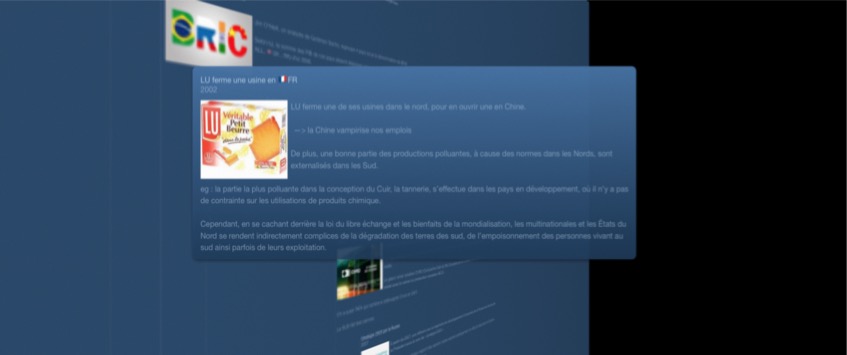 BRIC
LU ferme une usine en FR
2002
LU
Véritable
Petit
Beurre
LU ferme une de ses usines dans le nord, pour en ouvrir une en Chine.
—> la Chine vampirise nos emplois
De plus, une bonne partie des productions polluantes, à cause des normes dans les Nords, sont
externalisés dans les Sud.
eg : la partie la plus polluante dans la conception du Cuir, la tannerie, s'effectue dans les pays en développement, où il n'y a pas
de contrainte sur les utilisations de produits chimique.
Cependant, en se cachant derrière la loi du libre échange et les bienfaits de la mondialisation, les multinationales et les États du
Nord se rendent indirectement complices de la dégradation des terres des sud, de l'empoisonnement des personnes vivant au
sud ainsi parfois de leurs exploitation.